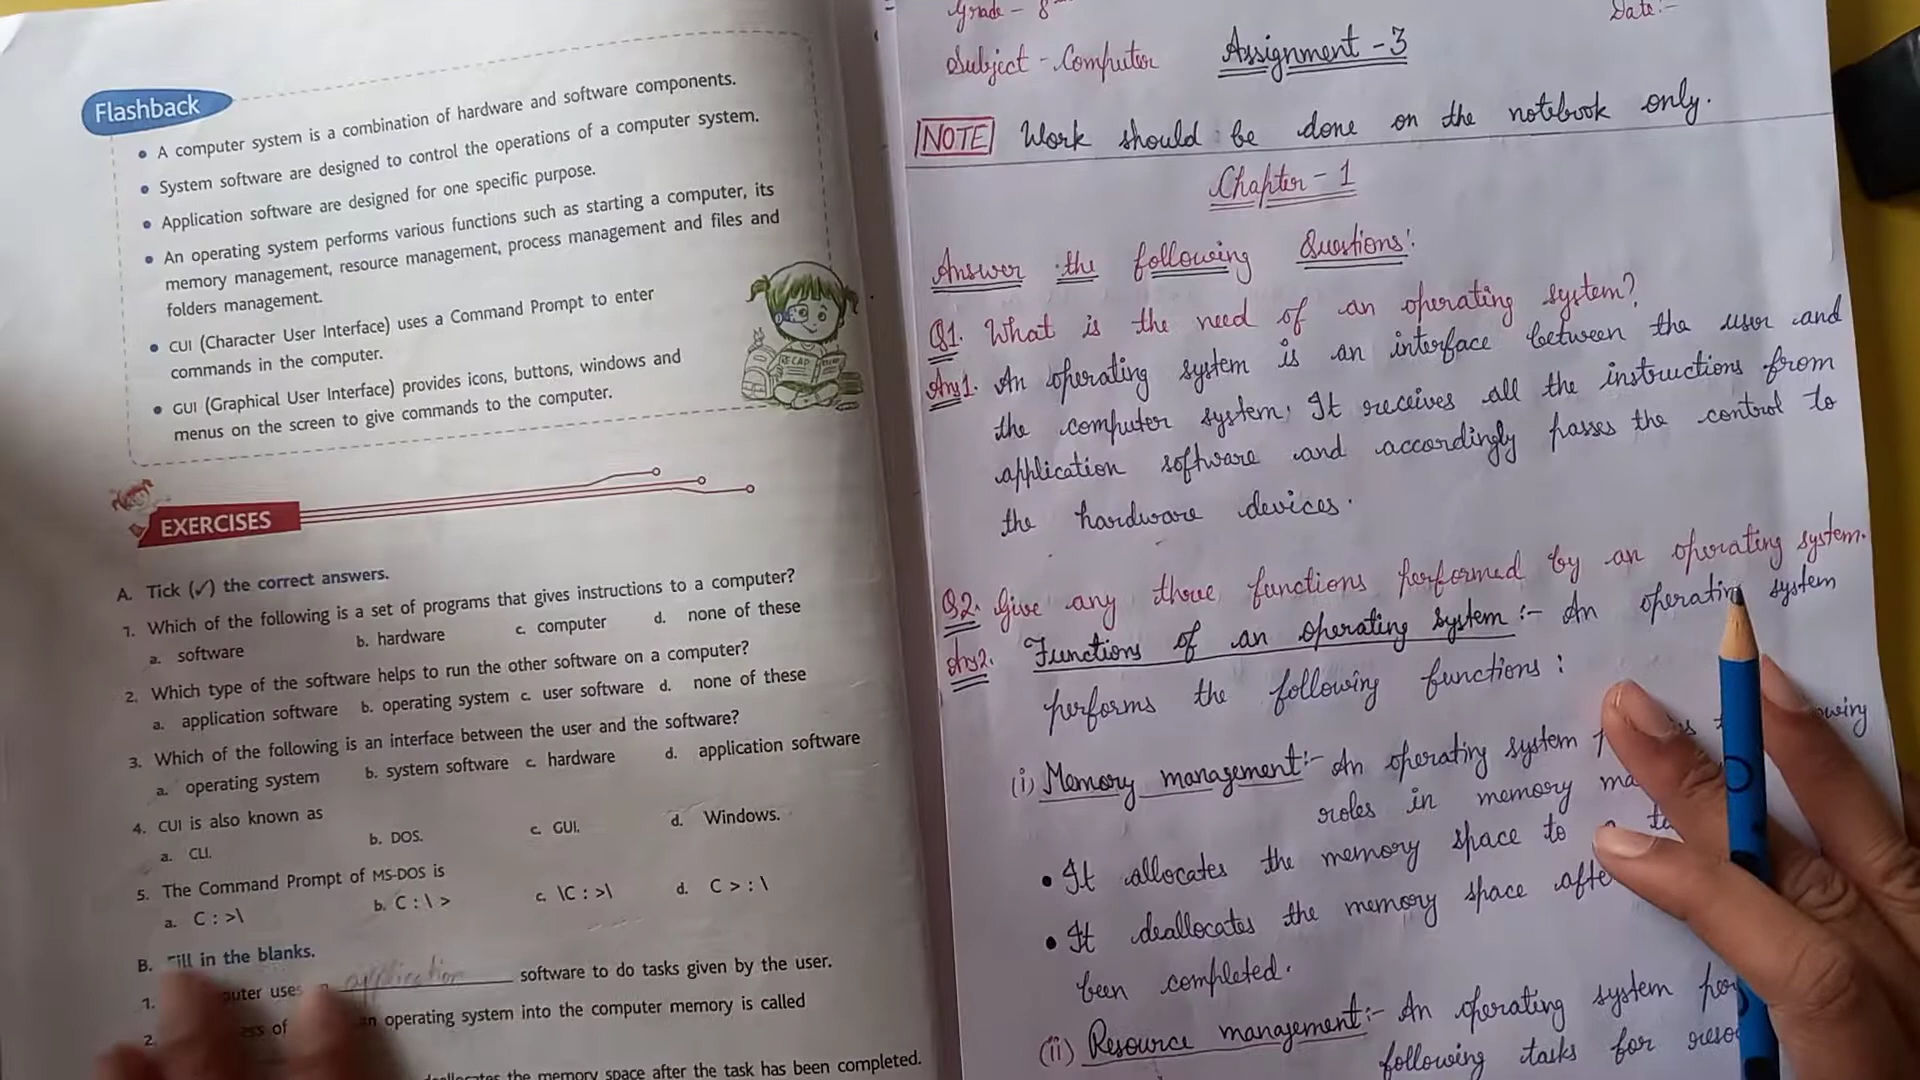 Flashback
• A computer system is a combination of hardware and software components.
• System software are designed to control the operations of a computer system.
• Application software are designed for one specific purpose.
• An operating system performs various functions such as starting a computer, its
memory management, resource management, process management and files and
folders management.
• CUI (Character User Interface) uses a Command Prompt to enter
commands in the computer.
• GUI (Graphical User Interface) provides icons, buttons, windows and
menus on the screen to give commands to the computer.
RECAP
EXERCISES
A. Tick (✓) the correct answers.
1. Which of the following is a set of programs that gives instructions to a computer?
a. software b. hardware c. computer d. none of these
2. Which type of the software helps to run the other software on a computer?
a. application software b. operating system c. user software d. none of these
3. Which of the following is an interface between the user and the software?
a. operating system b. system software c. hardware d. application software
4. CUI is also known as
a. CLI. b. DOS. c. GUI. d. Windows.
5. The Command Prompt of MS-DOS is
a. C : >\ b. C : \ > c. \C : >\ d. C > : \
B. Fill in the blanks.
1. uses application software to do tasks given by the user.
2. of an operating system into the computer memory is called
the memory space after the task has been completed.
Grade - 8th Date:-
Subject - Computer Assignment - 3
NOTE Work should be done on the notebook only.
Chapter - 1
Answer the following Questions:
Q1. What is the need of an operating system?
Ans1. An operating system is an interface between the user and
the computer system. It receives all the instructions from
application software and accordingly passes the control to
the hardware devices.
Q2. Give any three functions performed by an operating system.
Ans2. Functions of an operating system :- An operating system
performs the following functions :
(i) Memory management:- An operating system
roles in memory
• It allocates the memory space to a
• It deallocates the memory space after
been completed.
(ii) Resource management:- An operating system
following tasks for